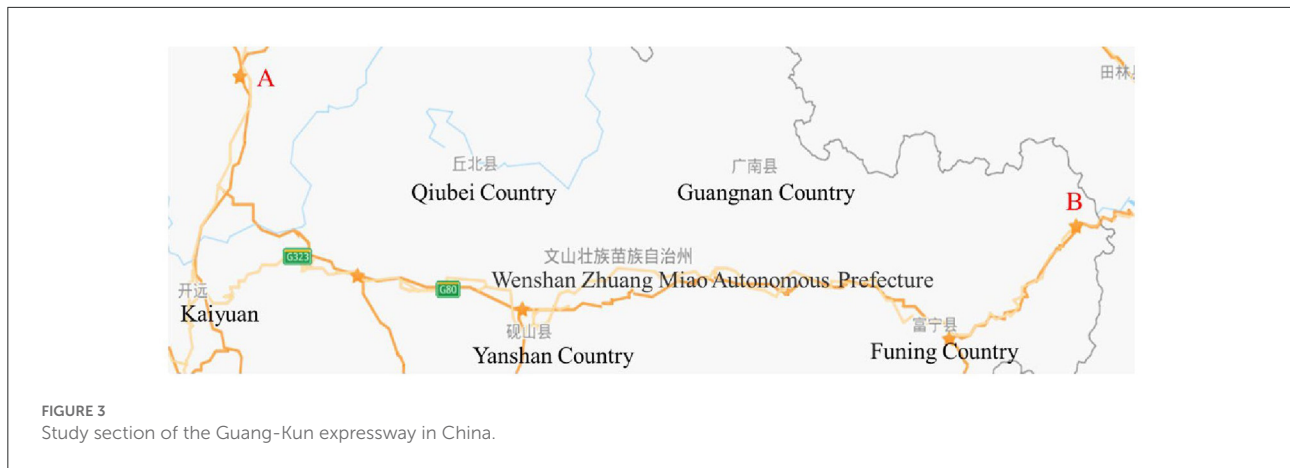 A
田林县
丘北县
Qiubei Country
广南县
Guangnan Country
B
G323
文山壮族苗族自治州
Wenshan Zhuang Miao Autonomous Prefecture
开远
Kaiyuan
G80
砚山县
Yanshan Country
富宁县
Funing Country
FIGURE 3
Study section of the Guang-Kun expressway in China.